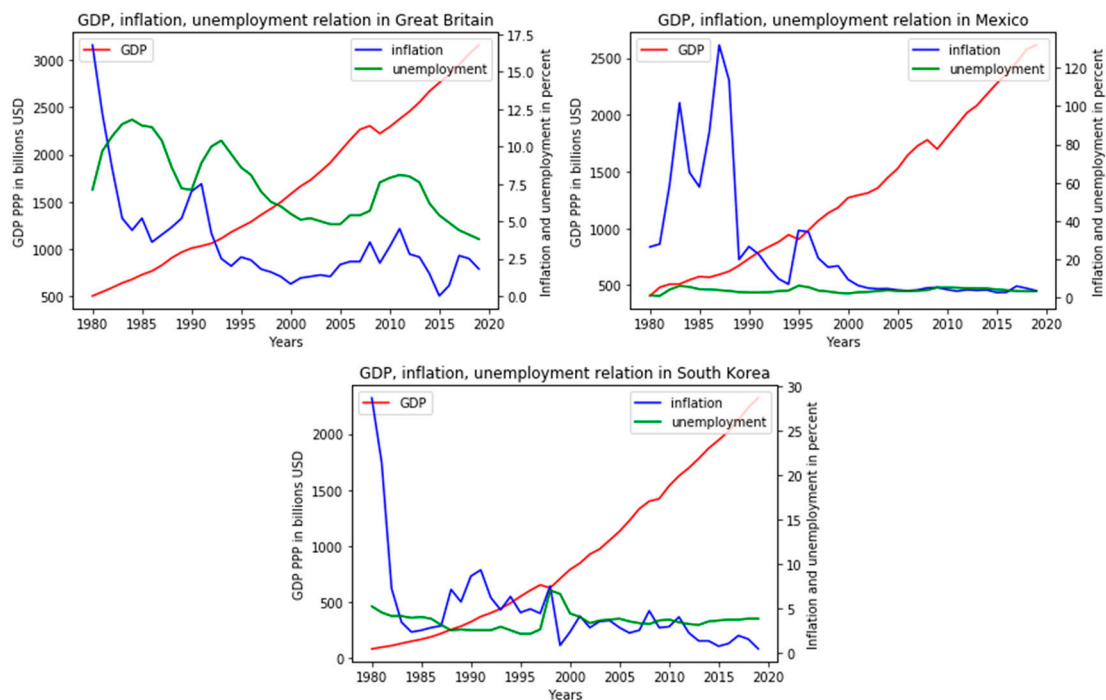 GDP, inflation, unemployment relation in Great Britain
GDP
inflation
unemployment
GDP PPP in billions USD
3000
2500
2000
1500
1000
500
17.5
15.0
12.5
10.0
7.5
5.0
2.5
0.0
Inflation and unemployment in percent
1980 1985 1990 1995 2000 2005 2010 2015 2020
Years
GDP, inflation, unemployment relation in Mexico
GDP
inflation
unemployment
GDP PPP in billions USD
2500
2000
1500
1000
500
120
100
80
60
40
20
0
Inflation and unemployment in percent
1980 1985 1990 1995 2000 2005 2010 2015 2020
Years
GDP, inflation, unemployment relation in South Korea
GDP
inflation
unemployment
GDP PPP in billions USD
2000
1500
1000
500
0
30
25
20
15
10
5
0
Inflation and unemployment in percent
1980 1985 1990 1995 2000 2005 2010 2015 2020
Years